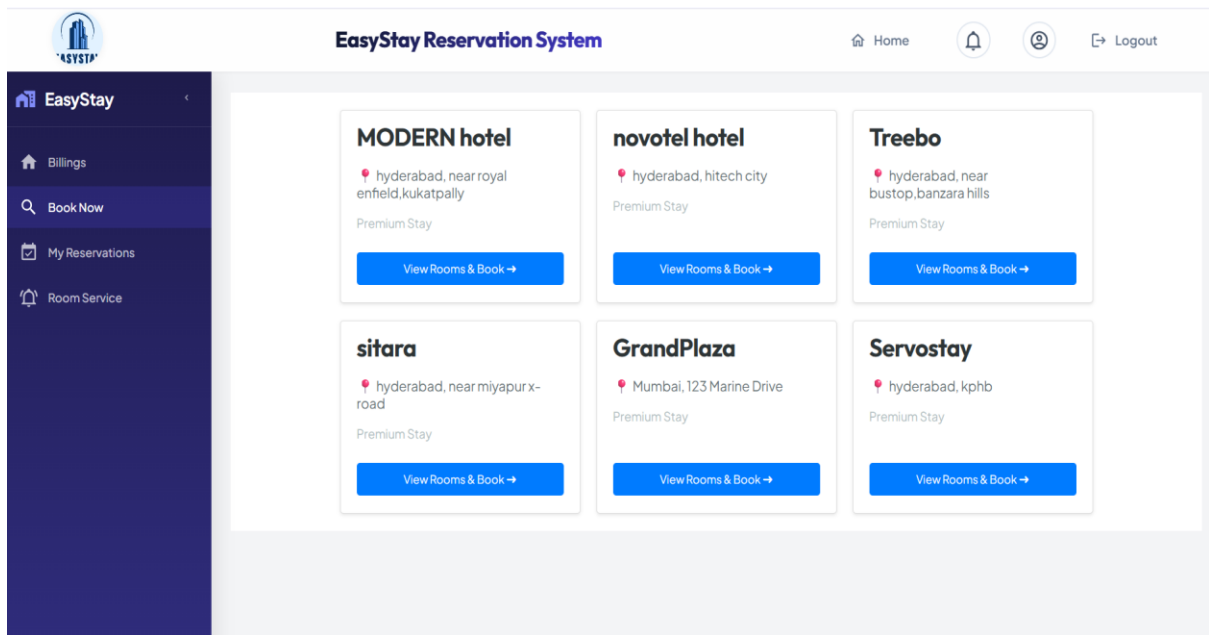 EasyStay Reservation System
Home
Logout
EasyStay
Billings
Book Now
My Reservations
Room Service
MODERN hotel
hyderabad, near royal
enfield,kukatpally
Premium Stay
View Rooms & Book →
novotel hotel
hyderabad, hitech city
Premium Stay
View Rooms & Book →
Treebo
hyderabad, near
bustop,banzara hills
Premium Stay
View Rooms & Book →
sitara
hyderabad, near miyapur x-
road
Premium Stay
View Rooms & Book →
GrandPlaza
Mumbai, 123 Marine Drive
Premium Stay
View Rooms & Book →
Servostay
hyderabad, kphb
Premium Stay
View Rooms & Book →